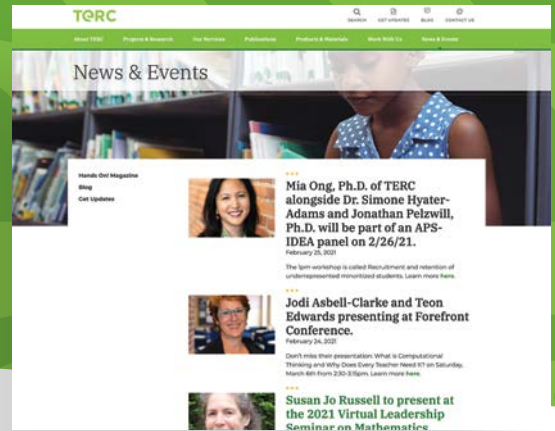 TERC
SEARCH GET UPDATES BLOG CONTACT US
About TERC Projects & Research Our Services Publications Products & Materials Work With Us News & Events
News & Events
Hands On! Magazine
Blog
Get Updates
Mia Ong, Ph.D. of TERC
alongside Dr. Simone Hyater-
Adams and Jonathan Pelzwill,
Ph.D. will be part of an APS-
IDEA panel on 2/26/21.
February 25, 2021
The 1pm workshop is called Recruitment and retention of
underrepresented minoritized students. Learn more here.
Jodi Asbell-Clarke and Teon
Edwards presenting at Forefront
Conference.
February 24, 2021
Don't miss their presentation: What is Computational
Thinking and Why Does Every Teacher Need It? on Saturday,
March 6th from 2:30-3:15pm. Learn more here.
Susan Jo Russell to present at
the 2021 Virtual Leadership
Seminar on Mathematics